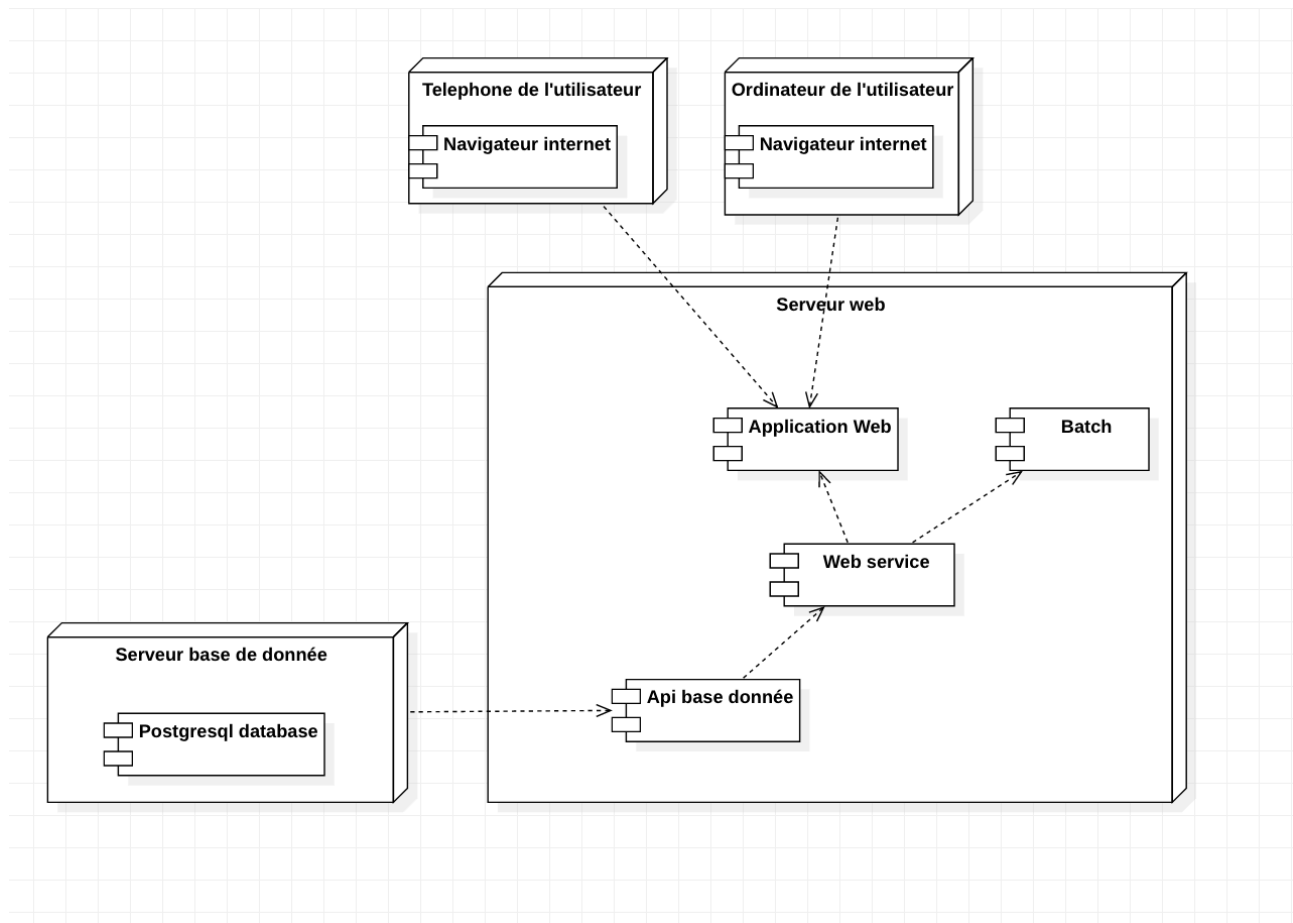 Telephone de l'utilisateur
Navigateur internet
Ordinateur de l'utilisateur
Navigateur internet
Serveur web
Application Web
Batch
Web service
Api base donnée
Serveur base de donnée
Postgresql database